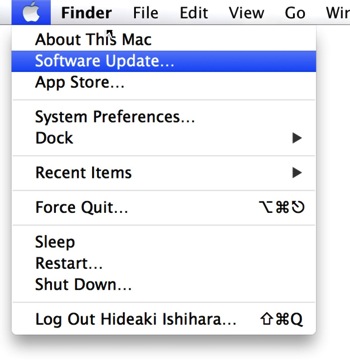 Finder File Edit View Go Win
About This Mac
Software Update...
App Store...
System Preferences...
Dock ▶
Recent Items ▶
Force Quit... ⌥⌘⎋
Sleep
Restart...
Shut Down...
Log Out Hideaki Ishihara... ⇧⌘Q